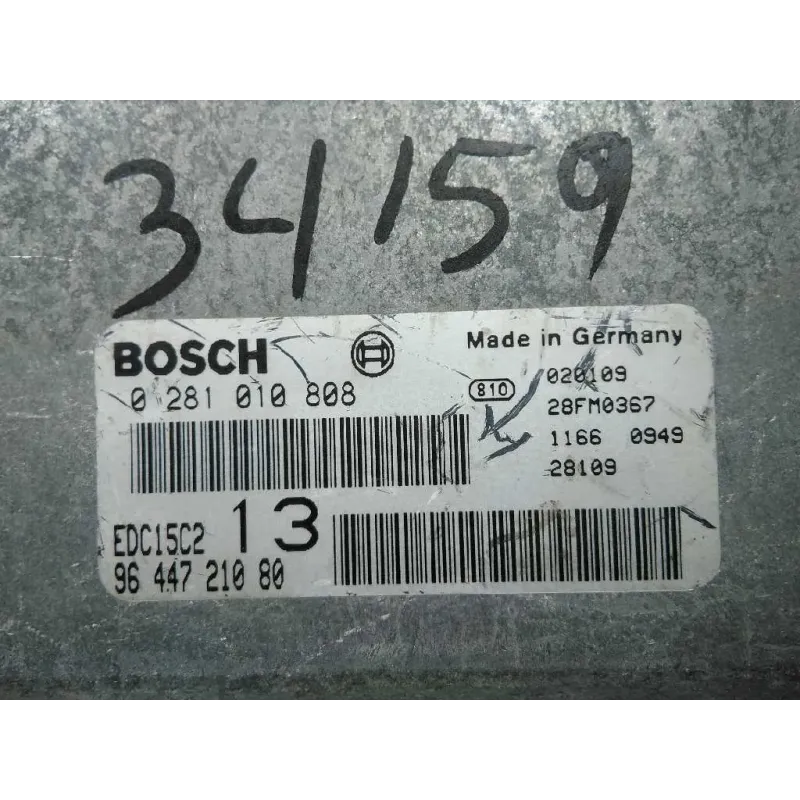 34159
BOSCH
Made in Germany
0 281 010 808
810
020109
28FM0367
1166 0949
28109
EDC15C2 13
96 447 210 80